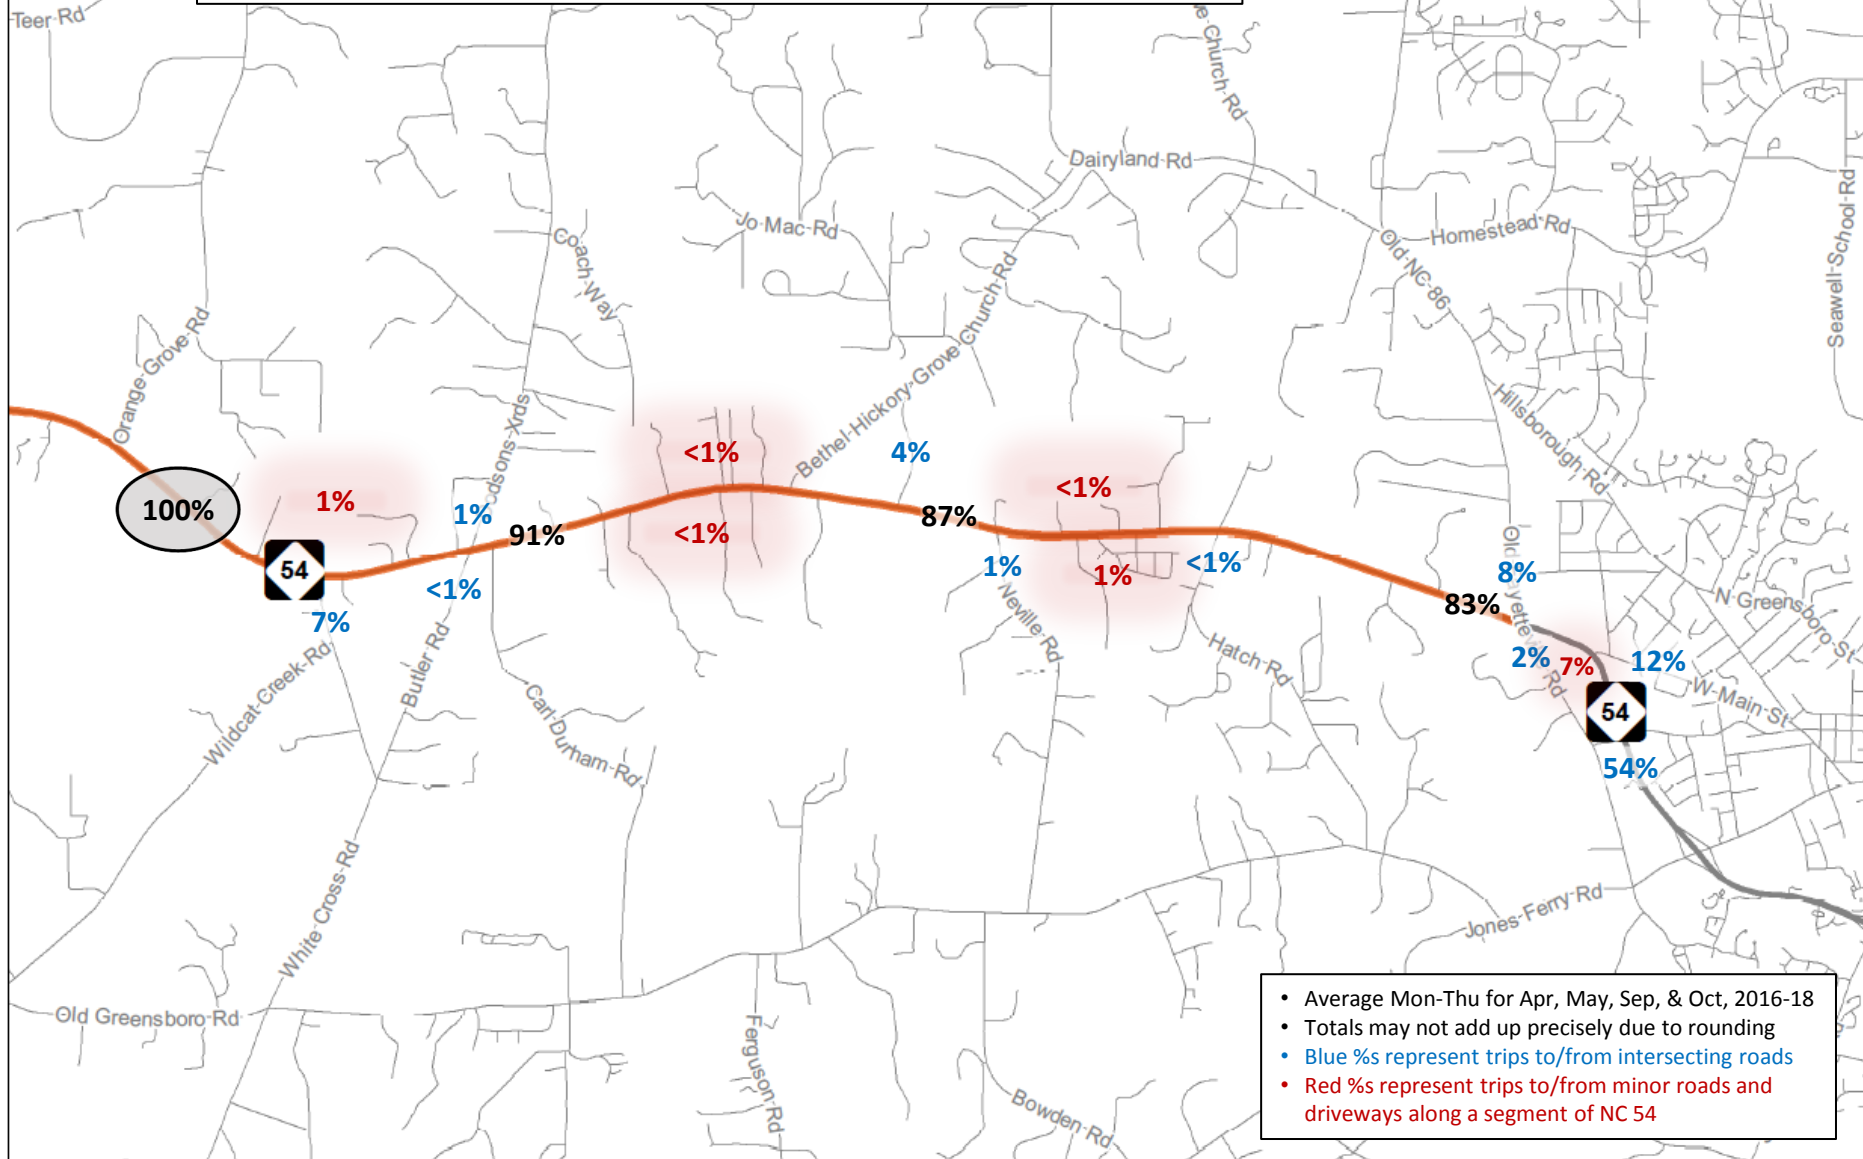 Teer Rd
Church Rd
Dairyland Rd
Jo Mac Rd
Coach Way
Homestead Rd
Old NC 86
Seawell School Rd
Orange Grove Rd
Bethel-Hickory Grove Church Rd
Hillsborough Rd
<1%
4%
100%
1%
1%
91%
<1%
87%
<1%
54
<1%
7%
1%
1%
<1%
8%
83%
2%
7%
12%
N Greensboro St
Wildcat Creek Rd
Butler Rd
Carl Durham Rd
Neville Rd
Hatch Rd
Rd
W Main St
54
54%
White Cross Rd
Jones Ferry Rd
Old Greensboro Rd
Ferguson Rd
Bowden Rd
• Average Mon-Thu for Apr, May, Sep, & Oct, 2016-18
• Totals may not add up precisely due to rounding
• Blue %s represent trips to/from intersecting roads
• Red %s represent trips to/from minor roads and
driveways along a segment of NC 54